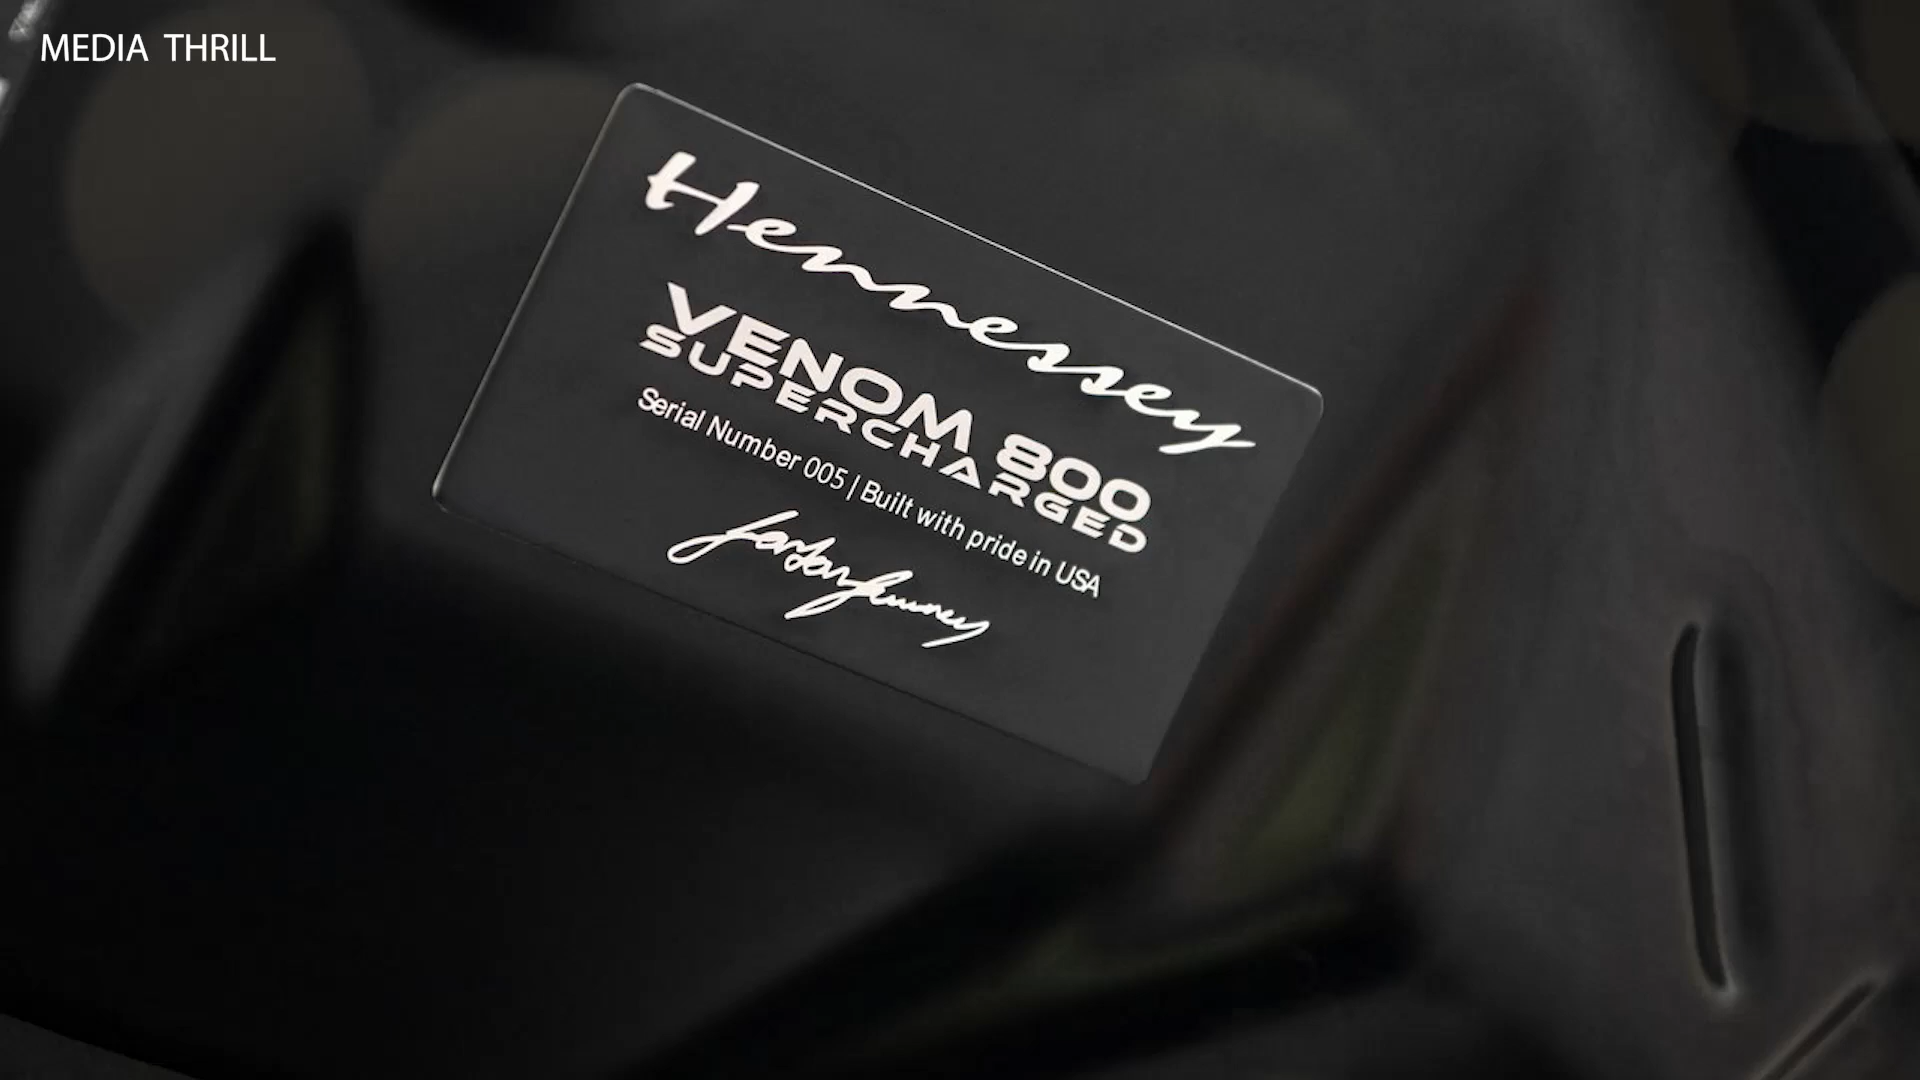 MEDIA THRILL
Hennessey
VENOM 800
SUPERCHARGED
Serial Number 005 | Built with pride in USA